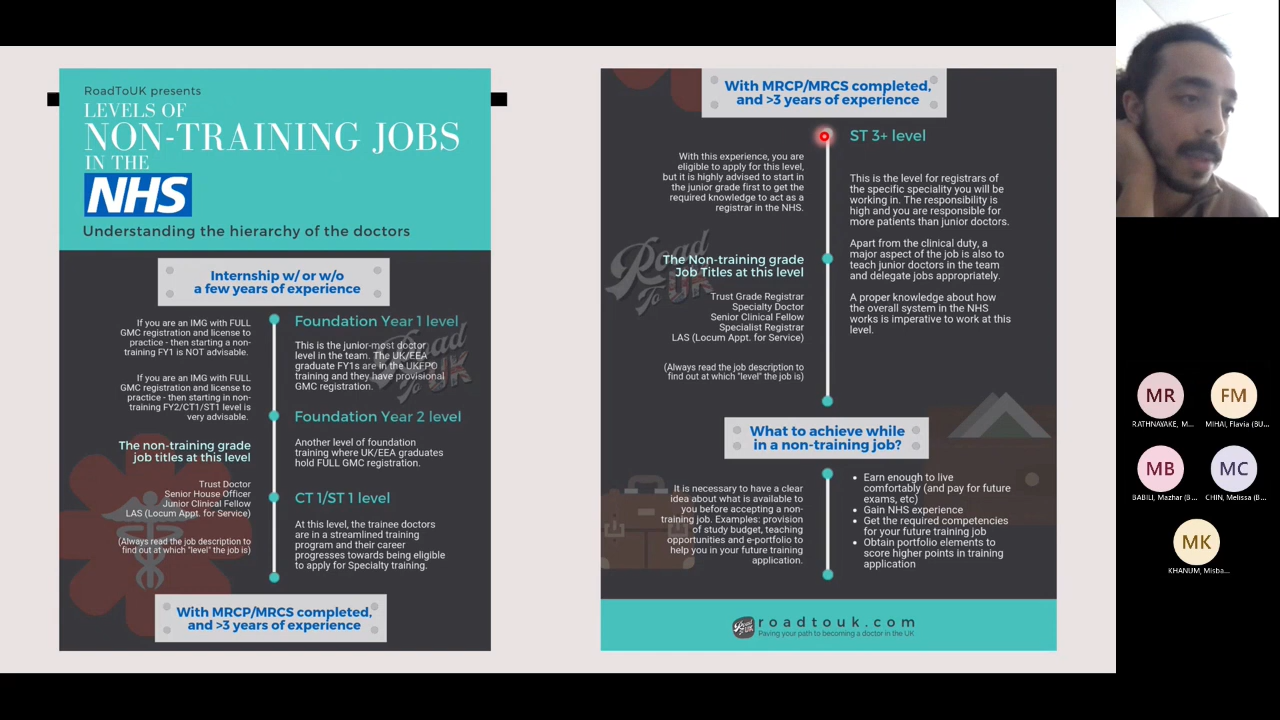 RoadToUK presents
LEVELS OF
NON-TRAINING JOBS
IN THE
NHS
Understanding the hierarchy of the doctors
Internship w/ or w/o
a few years of experience
If you are an IMG with FULL
GMC registration and license to
practice - then starting a non-
training FY1 is NOT advisable.
If you are an IMG with FULL
GMC registration and license to
practice - then starting in non-
training FY2/CT1/ST1 level is
very advisable.
The non-training grade
job titles at this level
Trust Doctor
Senior House Officer
Junior Clinical Fellow
LAS (Locum Appt. for Service)
(Always read the job description to
find out at which "level" the job is)
Foundation Year 1 level
This is the junior-most doctor
level in the team. The UK/EEA
graduate FY1s are in the UKFPO
training and they have provisional
GMC registration.
Foundation Year 2 level
Another level of foundation
training where UK/EEA graduates
hold FULL GMC registration.
CT 1/ST 1 level
At this level, the trainee doctors
are in a streamlined training
program and their career
progresses towards being eligible
to apply for Specialty training.
Road
To UK
With MRCP/MRCS completed,
and >3 years of experience
With MRCP/MRCS completed,
and >3 years of experience
With this experience, you are
eligible to apply for this level,
but it is highly advised to start in
the junior grade first to get the
required knowledge to act as a
registrar in the NHS.
The Non-training grade
Job Titles at this level
Trust Grade Registrar
Specialty Doctor
Senior Clinical Fellow
Specialist Registrar
LAS (Locum Appt. for Service)
(Always read the job description to
find out at which "level" the job is)
ST 3+ level
This is the level for registrars of
the specific speciality you will be
working in. The responsibility is
high and you are responsible for
more patients than junior doctors.
Apart from the clinical duty, a
major aspect of the job is also to
teach junior doctors in the team
and delegate jobs appropriately.
A proper knowledge about how
the overall system in the NHS
works is imperative to work at this
level.
Road
To UK
What to achieve while
in a non-training job?
It is necessary to have a clear
idea about what is available to
you before accepting a non-
training job. Examples: provision
of study budget, teaching
opportunities and e-portfolio to
help you in your future training
application.
• Earn enough to live
comfortably (and pay for future
exams, etc)
• Gain NHS experience
• Get the required competencies
for your future training job
• Obtain portfolio elements to
score higher points in training
application
Road
To UK
roadtouk.com
Paving your path to becoming a doctor in the UK
MR
RATHNAYAKE, M...
FM
MIHAI, Flavia (BU...
MB
BABILI, Mazhar (B...
MC
CHIN, Melissa (B...
MK
KHANUM, Misba...